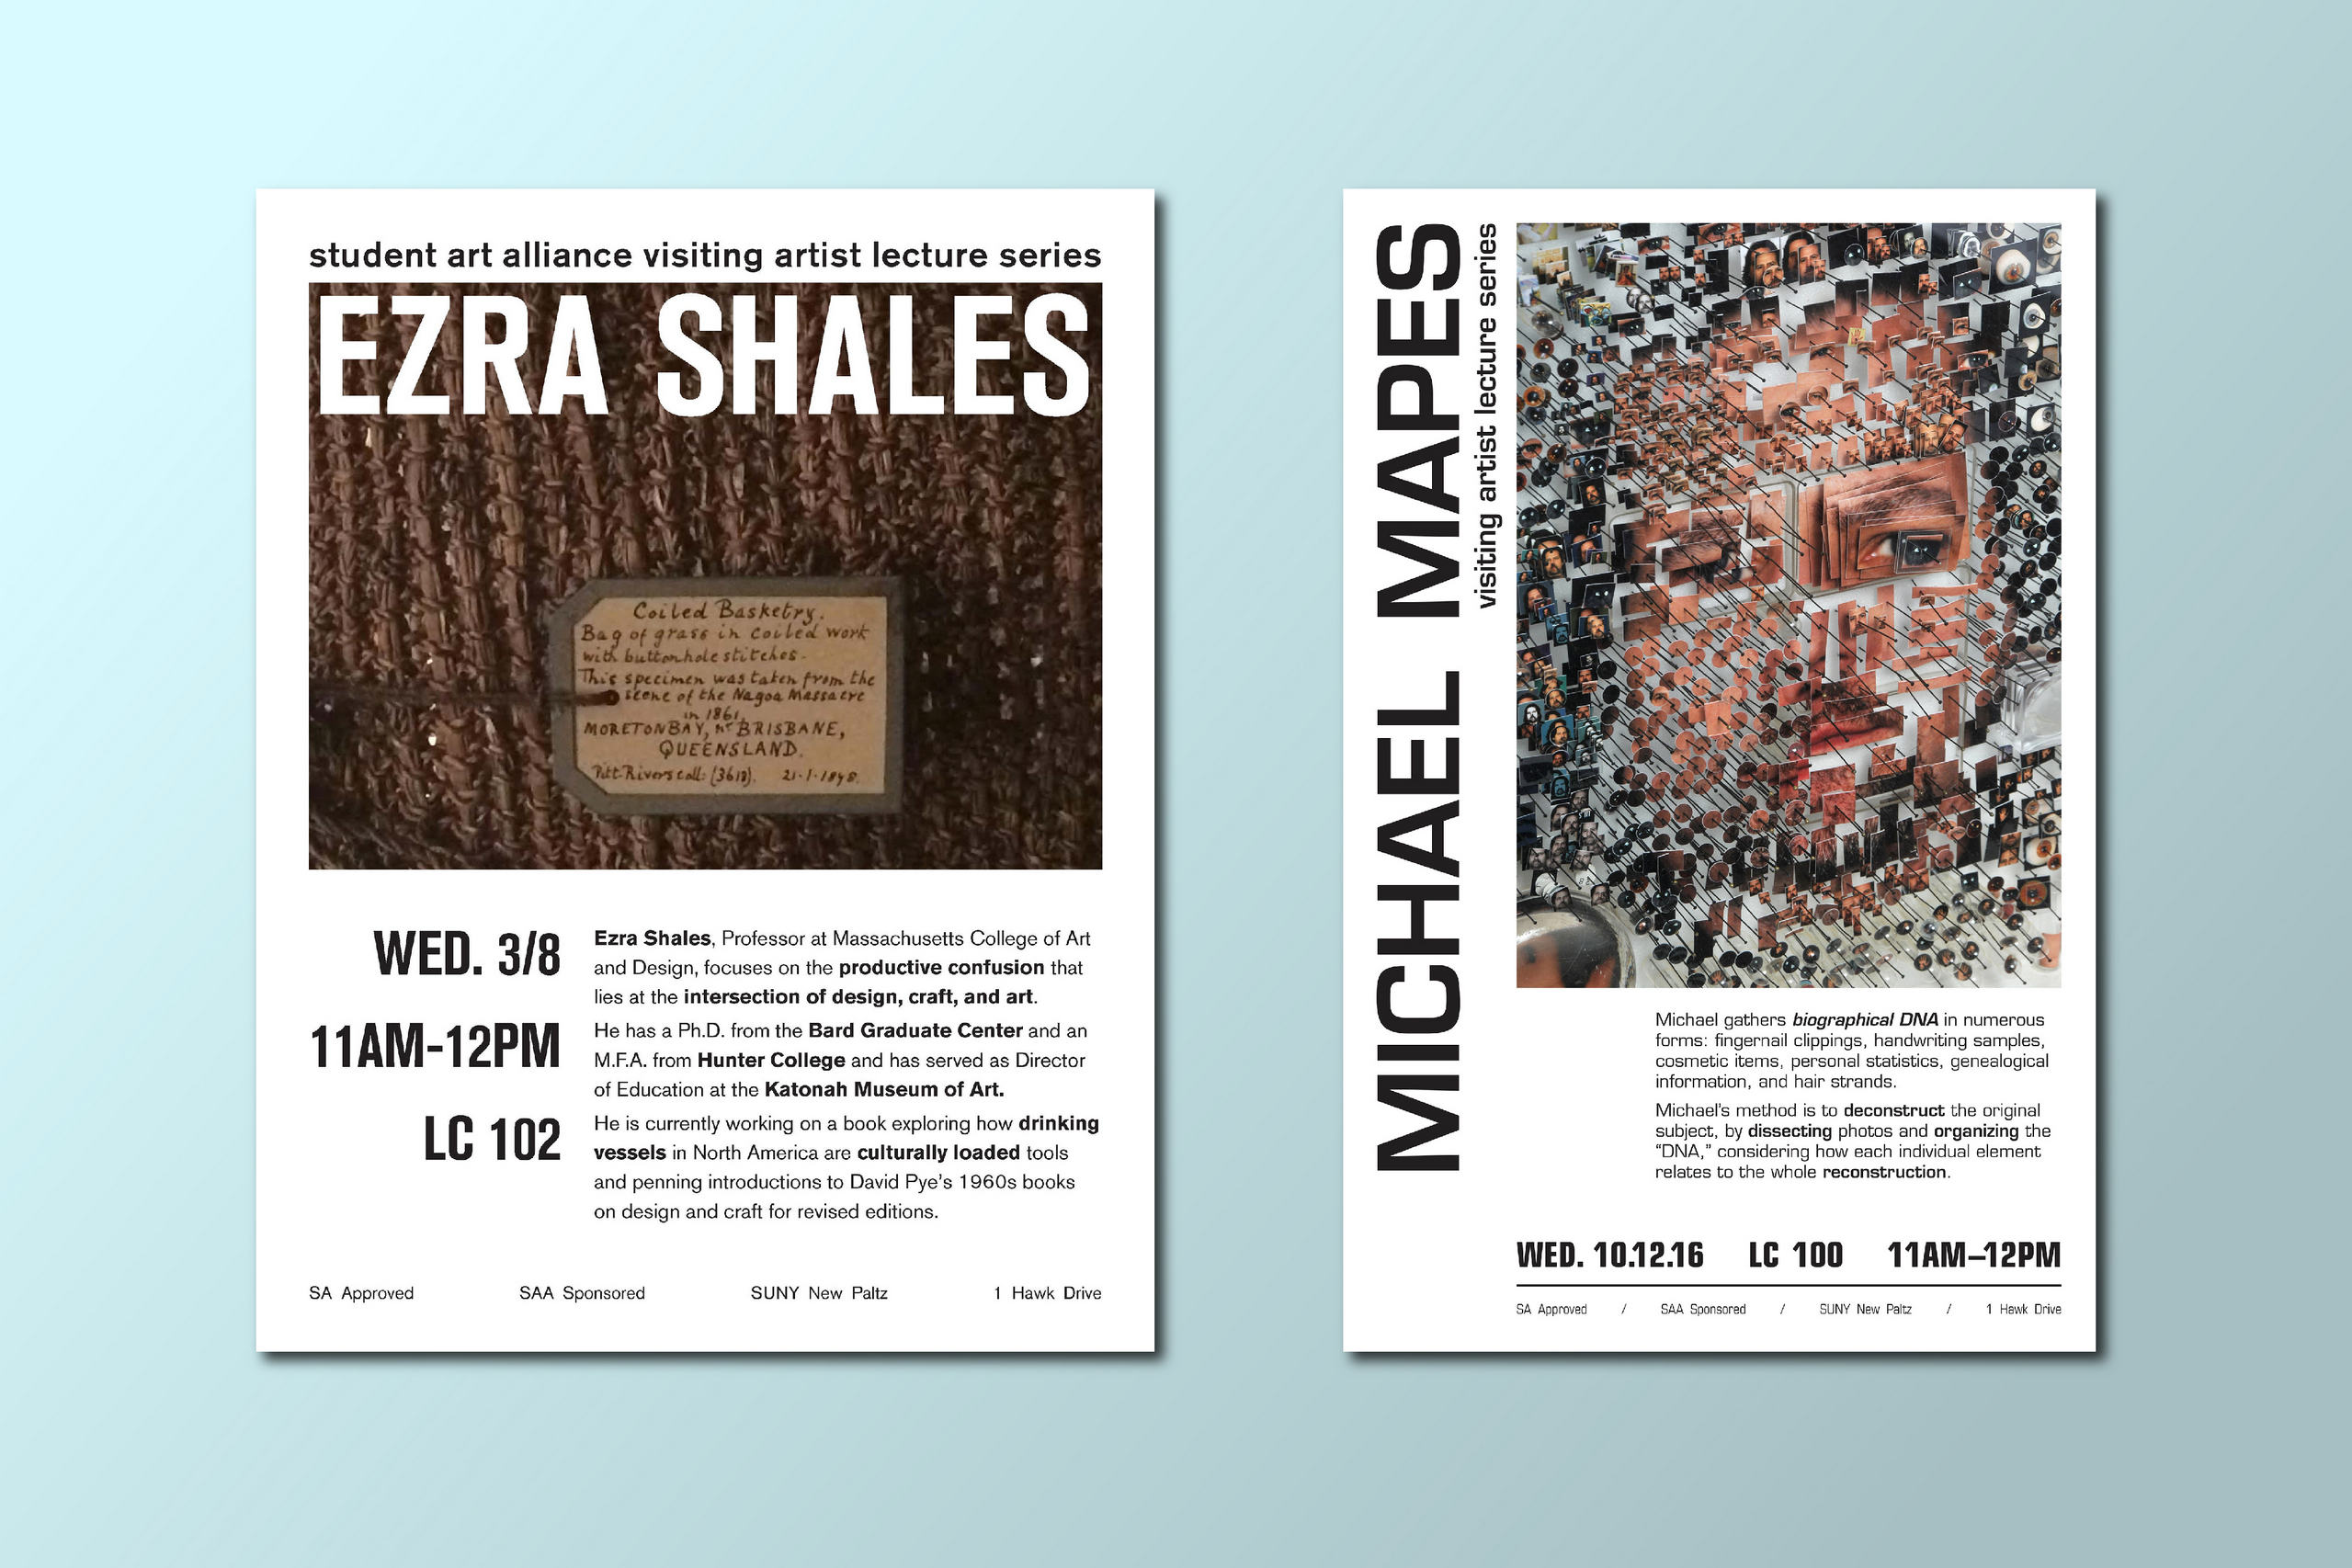 student art alliance visiting artist lecture series
EZRA SHALES
Coiled Basketry.
Bag of grass in coiled work
with buttonhole stitches.
This specimen was taken from the
scene of the Nagoa Massacre
in 1861,
MORETON BAY, nr BRISBANE,
QUEENSLAND.
Pitt-Rivers coll:
WED. 3/8
11AM-12PM
LC 102
Ezra Shales, Professor at Massachusetts College of Art
and Design, focuses on the productive confusion that
lies at the intersection of design, craft, and art.
He has a Ph.D. from the Bard Graduate Center and an
M.F.A. from Hunter College and has served as Director
of Education at the Katonah Museum of Art.
He is currently working on a book exploring how drinking
vessels in North America are culturally loaded tools
and penning introductions to David Pye's 1960s books
on design and craft for revised editions.
SA Approved SAA Sponsored SUNY New Paltz 1 Hawk Drive
MICHAEL MAPES
visiting artist lecture series
Michael gathers biographical DNA in numerous
forms: fingernail clippings, handwriting samples,
cosmetic items, personal statistics, genealogical
information, and hair strands.
Michael's method is to deconstruct the original
subject, by dissecting photos and organizing the
“DNA,” considering how each individual element
relates to the whole reconstruction.
WED. 10.12.16 LC 100 11AM–12PM
SA Approved / SAA Sponsored / SUNY New Paltz / 1 Hawk Drive